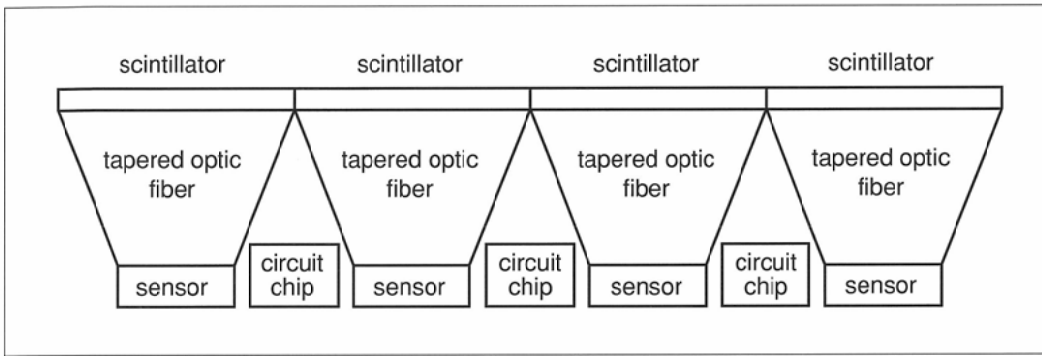 scintillator scintillator scintillator scintillator
tapered optic fiber
tapered optic fiber
tapered optic fiber
tapered optic fiber
sensor
circuit chip
sensor
circuit chip
sensor
circuit chip
sensor